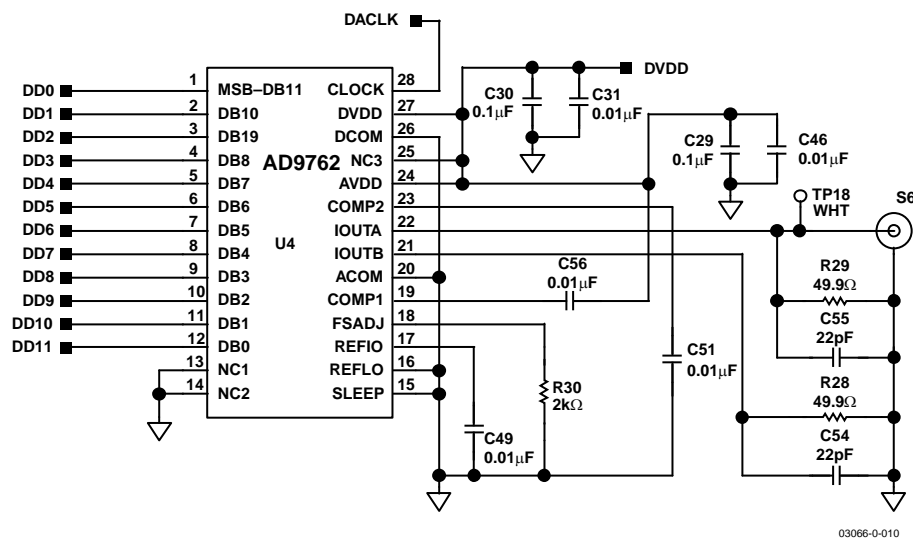 DACLK
DVDD
DD0 1 MSB–DB11 CLOCK 28
DD1 2 DB10 DVDD 27
DD2 3 DB19 DCOM 26
DD3 4 DB8 NC3 25
DD4 5 DB7 AVDD 24
DD5 6 DB6 COMP2 23
DD6 7 DB5 IOUTA 22
DD7 8 DB4 IOUTB 21
DD8 9 DB3 ACOM 20
DD9 10 DB2 COMP1 19
DD10 11 DB1 FSADJ 18
DD11 12 DB0 REFIO 17
13 NC1 REFLO 16
14 NC2 SLEEP 15
AD9762
U4
C30
0.1µF
C31
0.01µF
C29
0.1µF
C46
0.01µF
TP18
WHT
S6
C56
0.01µF
R29
49.9Ω
C55
22pF
C51
0.01µF
R30
2kΩ
R28
49.9Ω
C49
0.01µF
C54
22pF
03066-0-010